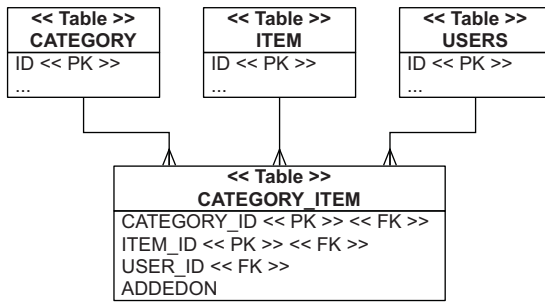 << Table >>
CATEGORY
ID << PK >>
...
<< Table >>
ITEM
ID << PK >>
...
<< Table >>
USERS
ID << PK >>
...
<< Table >>
CATEGORY_ITEM
CATEGORY_ID << PK >> << FK >>
ITEM_ID << PK >> << FK >>
USER_ID << FK >>
ADDEDON